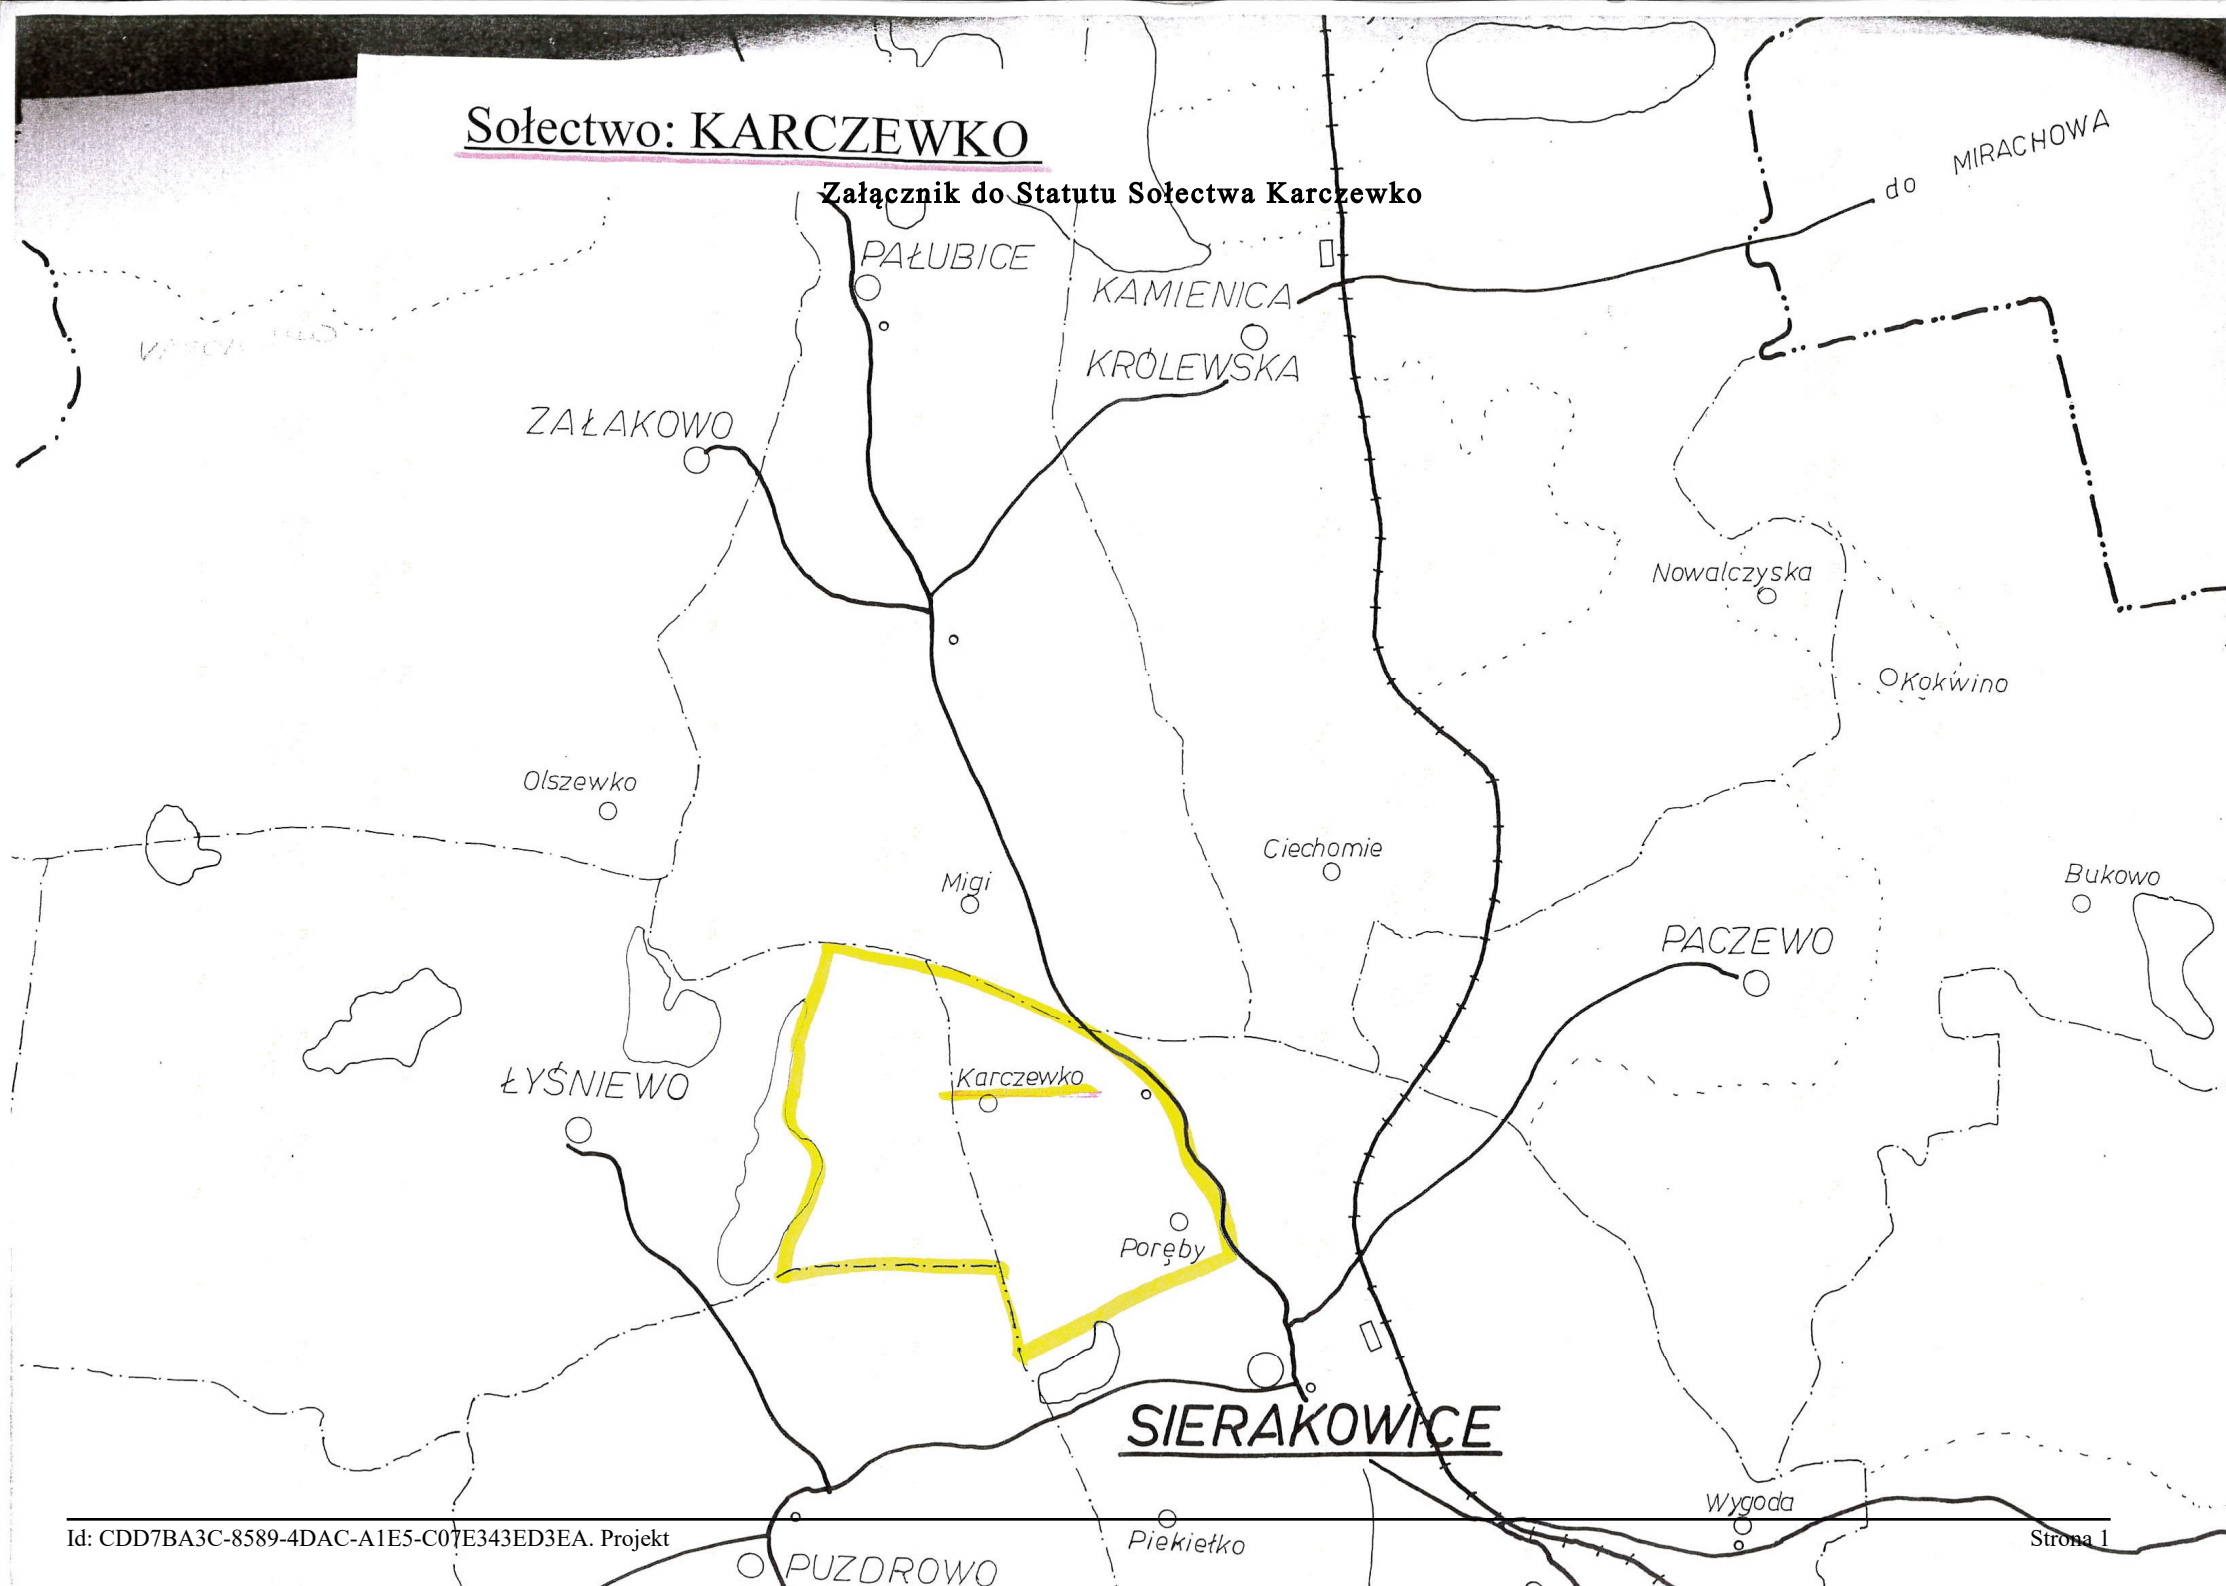 Sołectwo: KARCZEWKO
Załącznik do Statutu Sołectwa Karczewko
do MIRACHOWA
PAŁUBICE
KAMIENICA
KRÓLEWSKA
ZAŁAKOWO
Nowalczyska
Kokwino
Olszewko
Ciechomie
Migi
Bukowo
PACZEWO
Karczewko
ŁYŚNIEWO
Poręby
SIERAKOWICE
Wygoda
Piekiełko
PUZDROWO
Id: CDD7BA3C-8589-4DAC-A1E5-C07E343ED3EA. Projekt
Strona 1